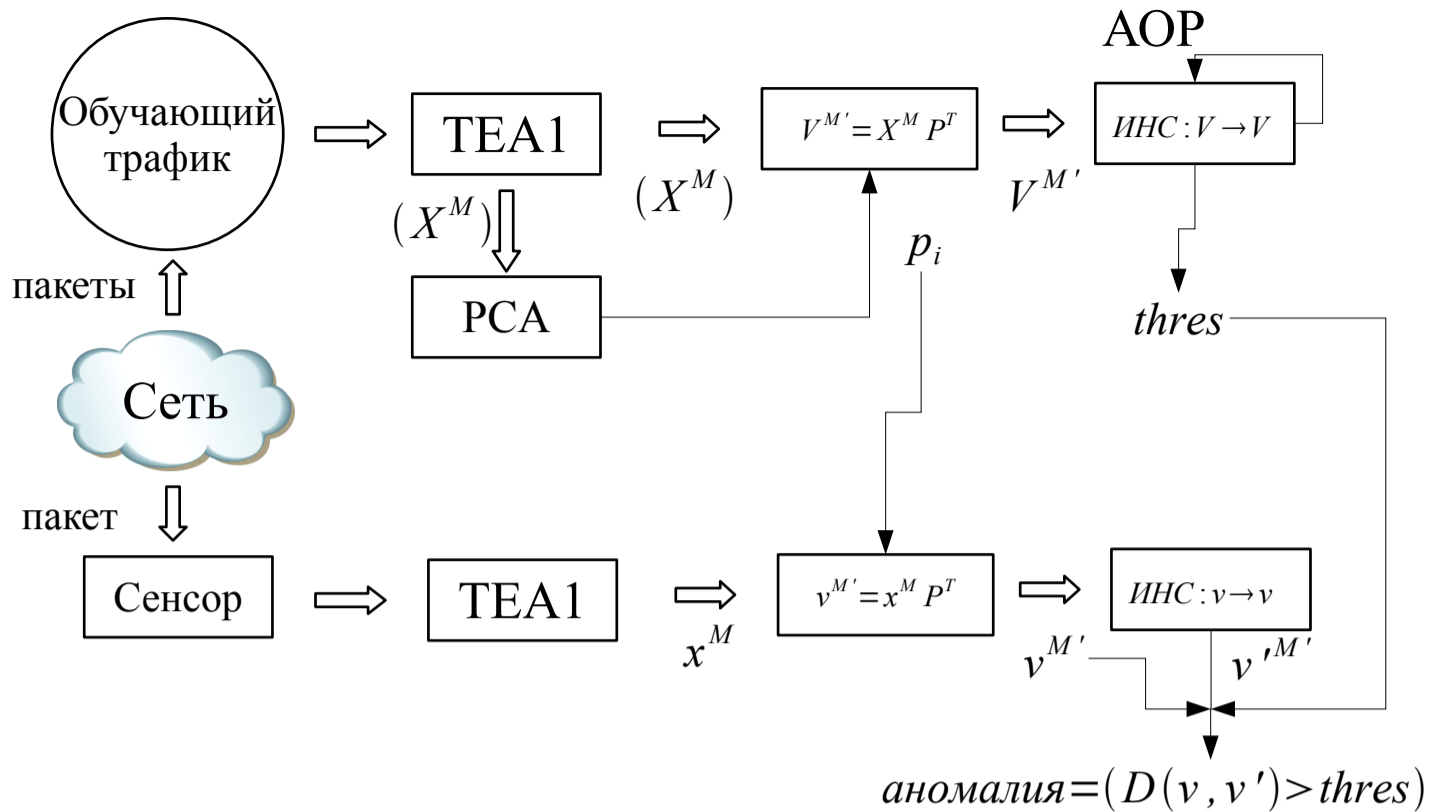 АОР
Обучающий
трафик
TEA1
V^{M'}=X^M P^T
ИНС:V→V
(X^M)
(X^M)
V^{M'}
p_i
пакеты
PCA
thres
Сеть
пакет
Сенсор
TEA1
v^{M'}=x^M P^T
ИНС:v→v
x^M
v^{M'}
v'^{M'}
аномалия=(D(v,v')>thres)